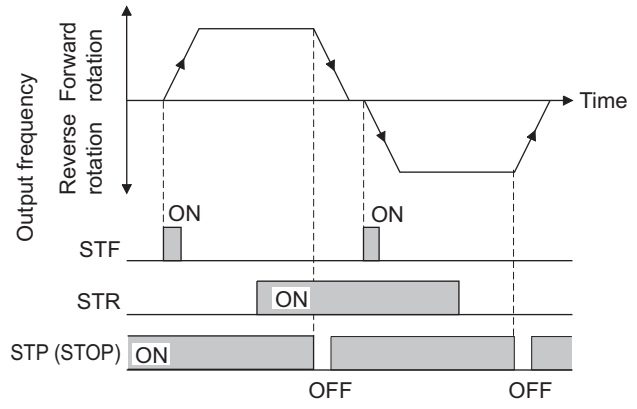 Output frequency
Reverse Forward
rotation rotation
Time
ON
ON
STF
STR
ON
STP (STOP)
ON
OFF
OFF